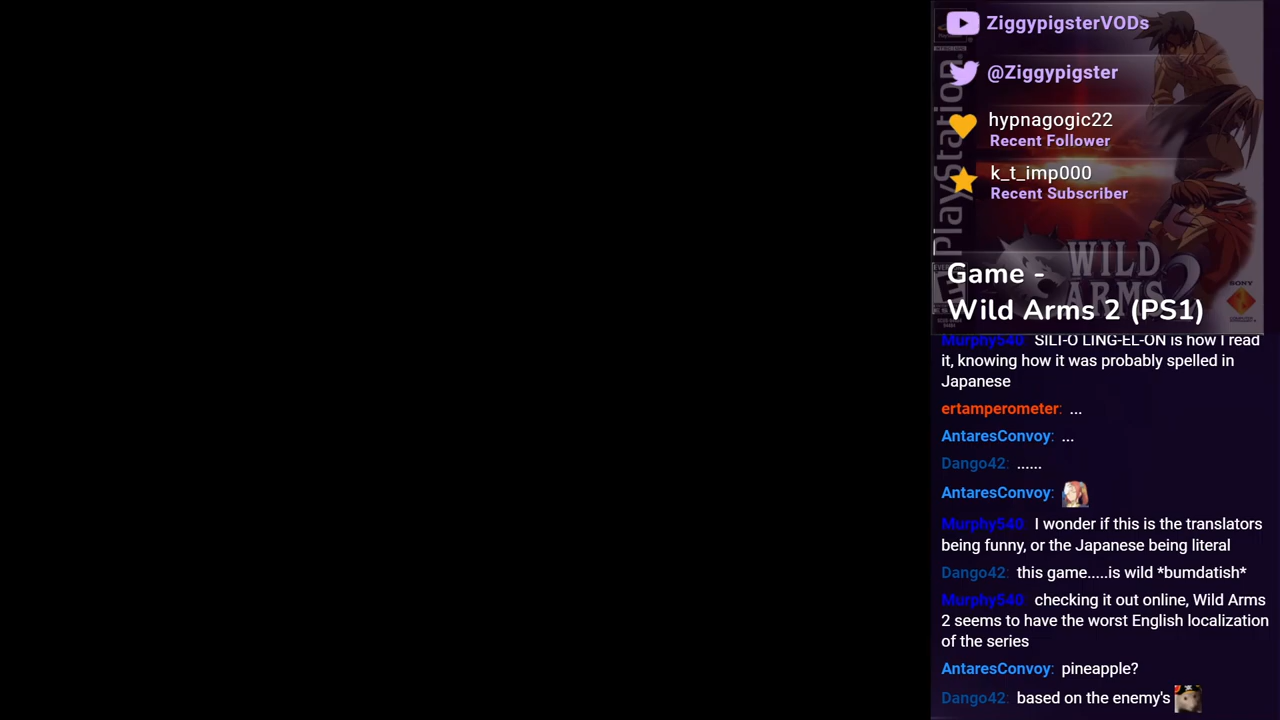 ZiggypigsterVODs
@Ziggypigster
hypnagogic22
Recent Follower
k_t_imp000
Recent Subscriber
PlayStation
WILD
ARMS 2
SONY
Game -
Wild Arms 2 (PS1)
Murphy540 SILT-O LING-EL-ON is how I read
it, knowing how it was probably spelled in
Japanese
ertamperometer: ...
AntaresConvoy: ...
Dango42: ......
AntaresConvoy:
Murphy540 I wonder if this is the translators
being funny, or the Japanese being literal
Dango42: this game.....is wild *bumdatish*
Murphy540 checking it out online, Wild Arms
2 seems to have the worst English localization
of the series
AntaresConvoy: pineapple?
Dango42: based on the enemy's